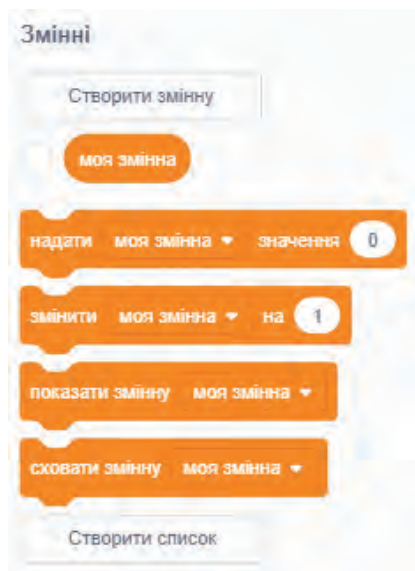 Змінні
Створити змінну
моя змінна
надати моя змінна значення 0
змінити моя змінна на 1
показати змінну моя змінна
сховати змінну моя змінна
Створити список